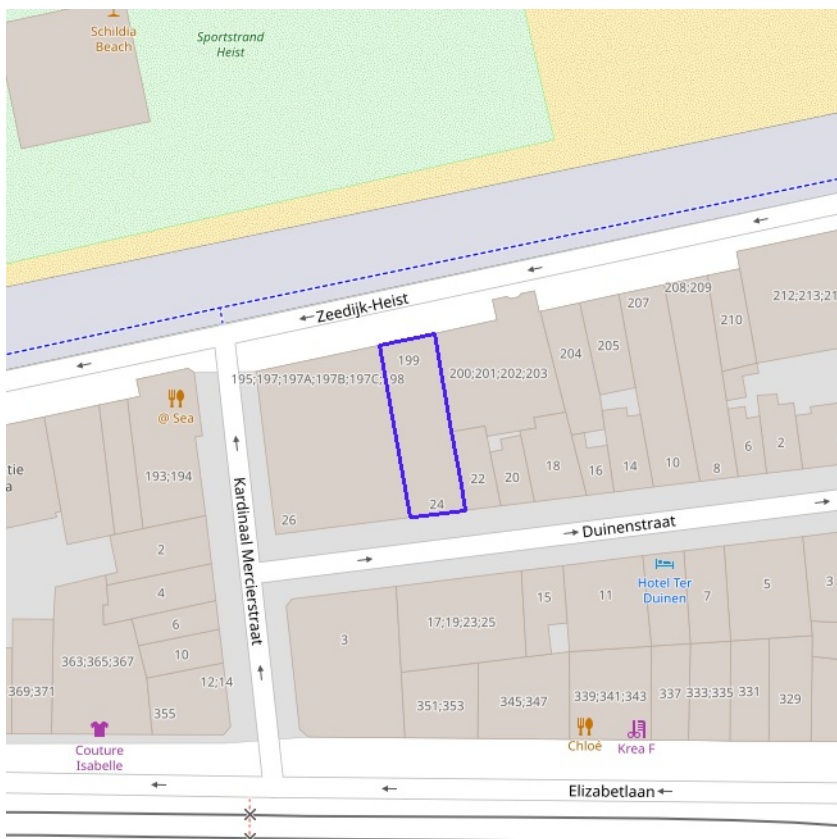 Schildia
Beach
Sportstrand
Heist
Zeedijk-Heist
208;209
207
212;213;21
210
205
204
199
200;201;202;203
195;197;197A;197B;197C;198
@ Sea
tie
a
193;194
6
2
8
10
14
16
18
20
22
24
26
Duinenstraat
Kardinaal Mercierstraat
Hotel Ter
Duinen
2
4
6
10
12;14
363;365;367
369;371
355
3
17;19;23;25
15
11
7
5
3
351;353
345;347
339;341;343
337
333;335
331
329
Couture
Isabelle
Chloé
Krea F
Elizabetlaan